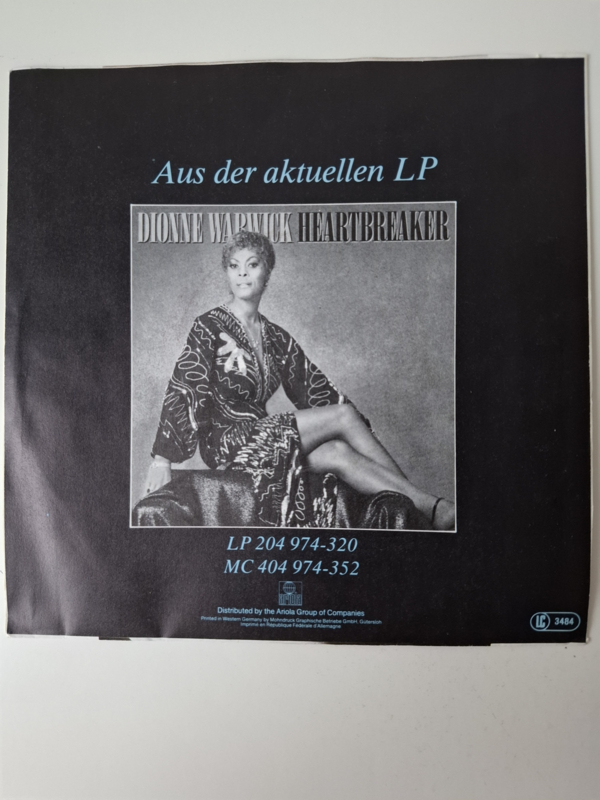 Aus der aktuellen LP
DIONNE WARWICK HEARTBREAKER
LP 204 974-320
MC 404 974-352
ARISTA
Distributed by the Ariola Group of Companies
Printed in Western Germany by Mohndruck Graphische Betriebe GmbH, Gütersloh
Imprimé en République Fédérale d'Allemagne
LC 3484